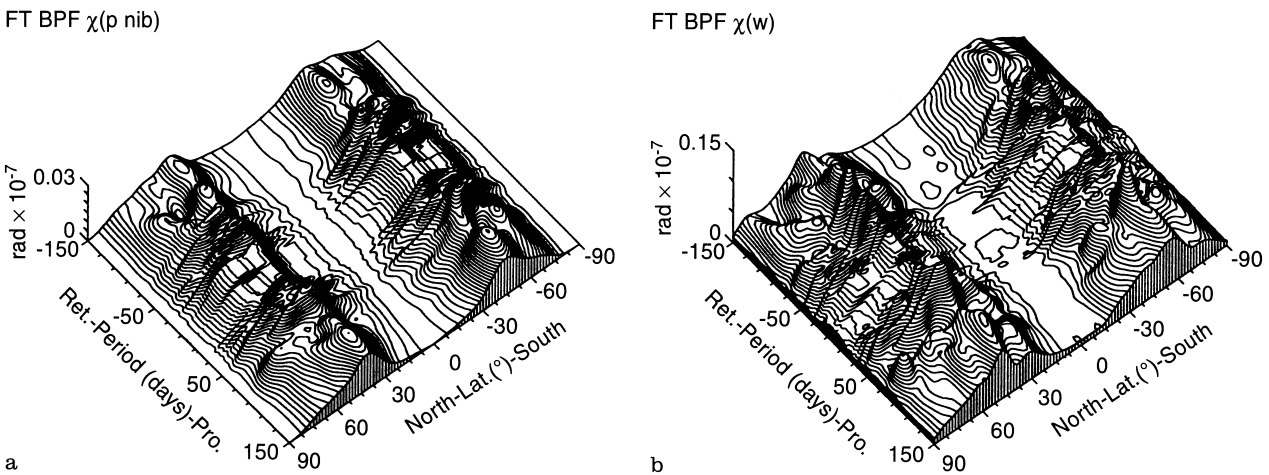 FT BPF χ(p nib)
0.03
0
rad × 10⁻⁷
-150
-50
50
150
Ret.-Period (days)-Pro.
90
60
30
0
-30
-60
-90
North-Lat.(°)-South
a
FT BPF χ(w)
0.15
0
rad × 10⁻⁷
-150
-50
50
150
Ret.-Period (days)-Pro.
90
60
30
0
-30
-60
-90
North-Lat.(°)-South
b